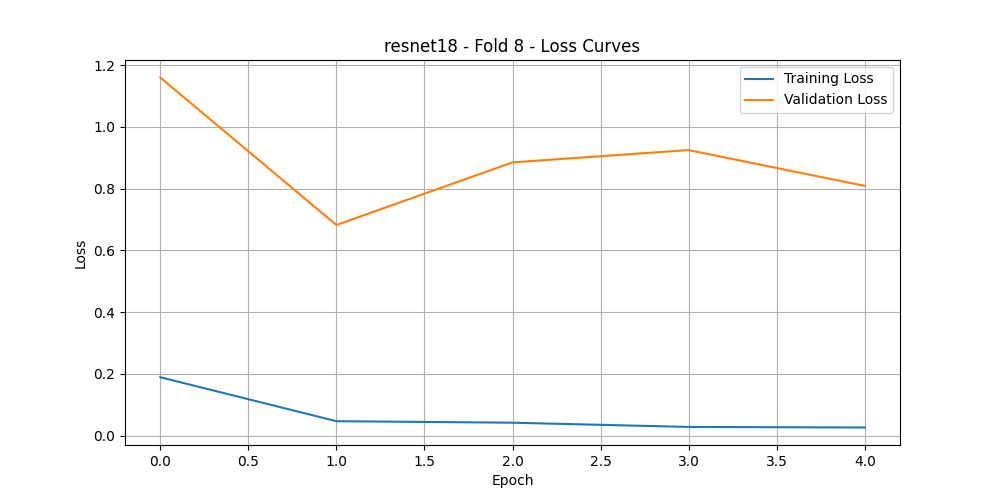 resnet18 - Fold 8 - Loss Curves
Training Loss
Validation Loss
1.2
1.0
0.8
0.6
0.4
0.2
0.0
Loss
0.0 0.5 1.0 1.5 2.0 2.5 3.0 3.5 4.0
Epoch